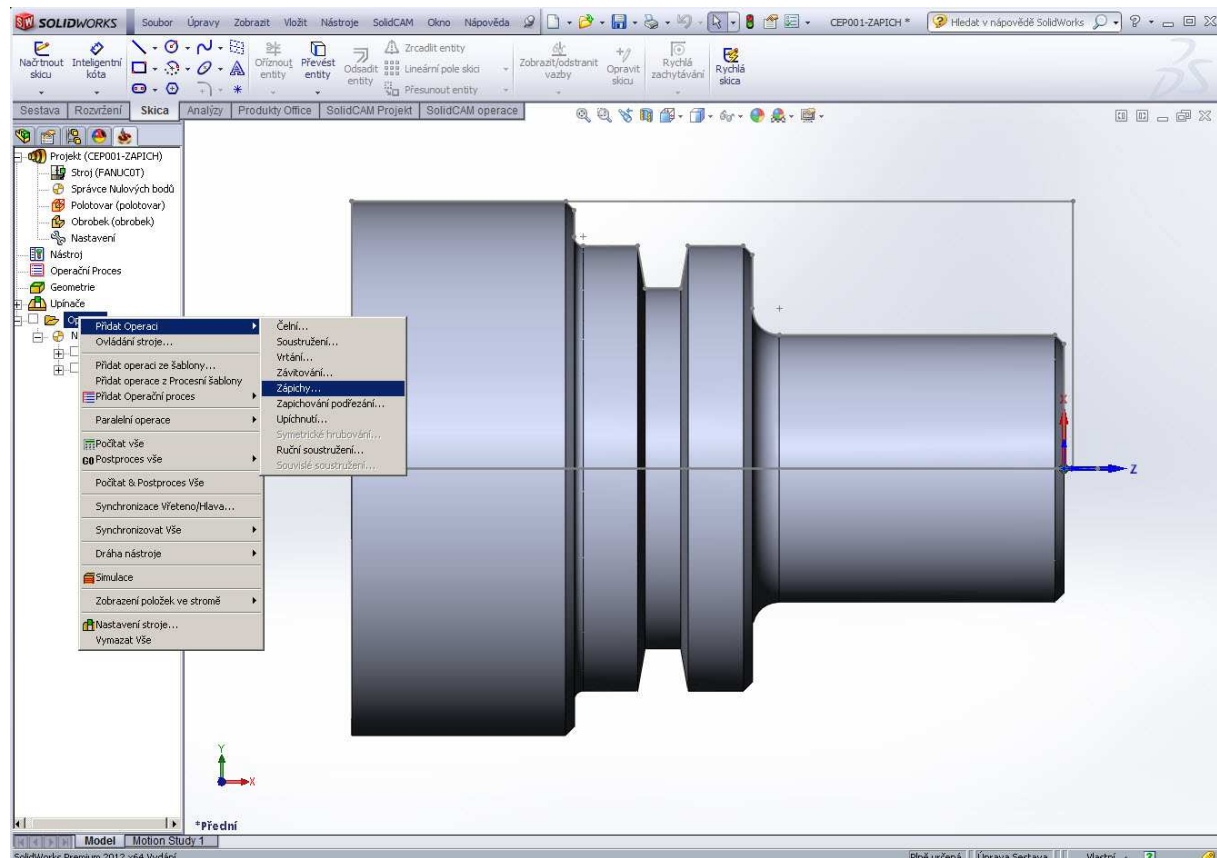 SOLIDWORKS Soubor Úpravy Zobrazit Vložit Nástroje SolidCAM Okno Nápověda CEP001-ZAPICH * Hledat v nápovědě SolidWorks
Načrtnout skicu
Inteligentní kóta
Oříznout entity
Převést entity
Odsadit entity
Zrcadlit entity
Lineární pole skici
Přesunout entity
Zobrazit/odstranit vazby
Opravit skicu
Rychlá zachytávání
Rychlá skica
Sestava Rozvržení Skica Analýzy Produkty Office SolidCAM Projekt SolidCAM operace
Projekt (CEP001-ZAPICH)
Stroj (FANUC0T)
Správce Nulových bodů
Polotovar (polotovar)
Obrobek (obrobek)
Nastavení
Nástroj
Operační Proces
Geometrie
Upínače
Op
N
Přidat Operaci
Ovládání stroje...
Přidat operaci ze šablony...
Přidat operace z Procesní šablony
Přidat Operační proces
Paralelní operace
Počítat vše
GO Postproces vše
Počítat & Postproces Vše
Synchronizace Vřeteno/Hlava...
Synchronizovat Vše
Dráha nástroje
Simulace
Zobrazení položek ve stromě
Nastavení stroje...
Vymazat Vše
Čelní...
Soustružení...
Vrtání...
Závitování...
Zápichy...
Zapichování podřezání...
Upíchnutí...
Symetrické hrubování...
Ruční soustružení...
Souvislé soustružení...
X
Z
Y
X
*Přední
Model Motion Study 1
SolidWorks Premium 2012 x64 Vydání Plně určená Úprava Sestava Vlastní